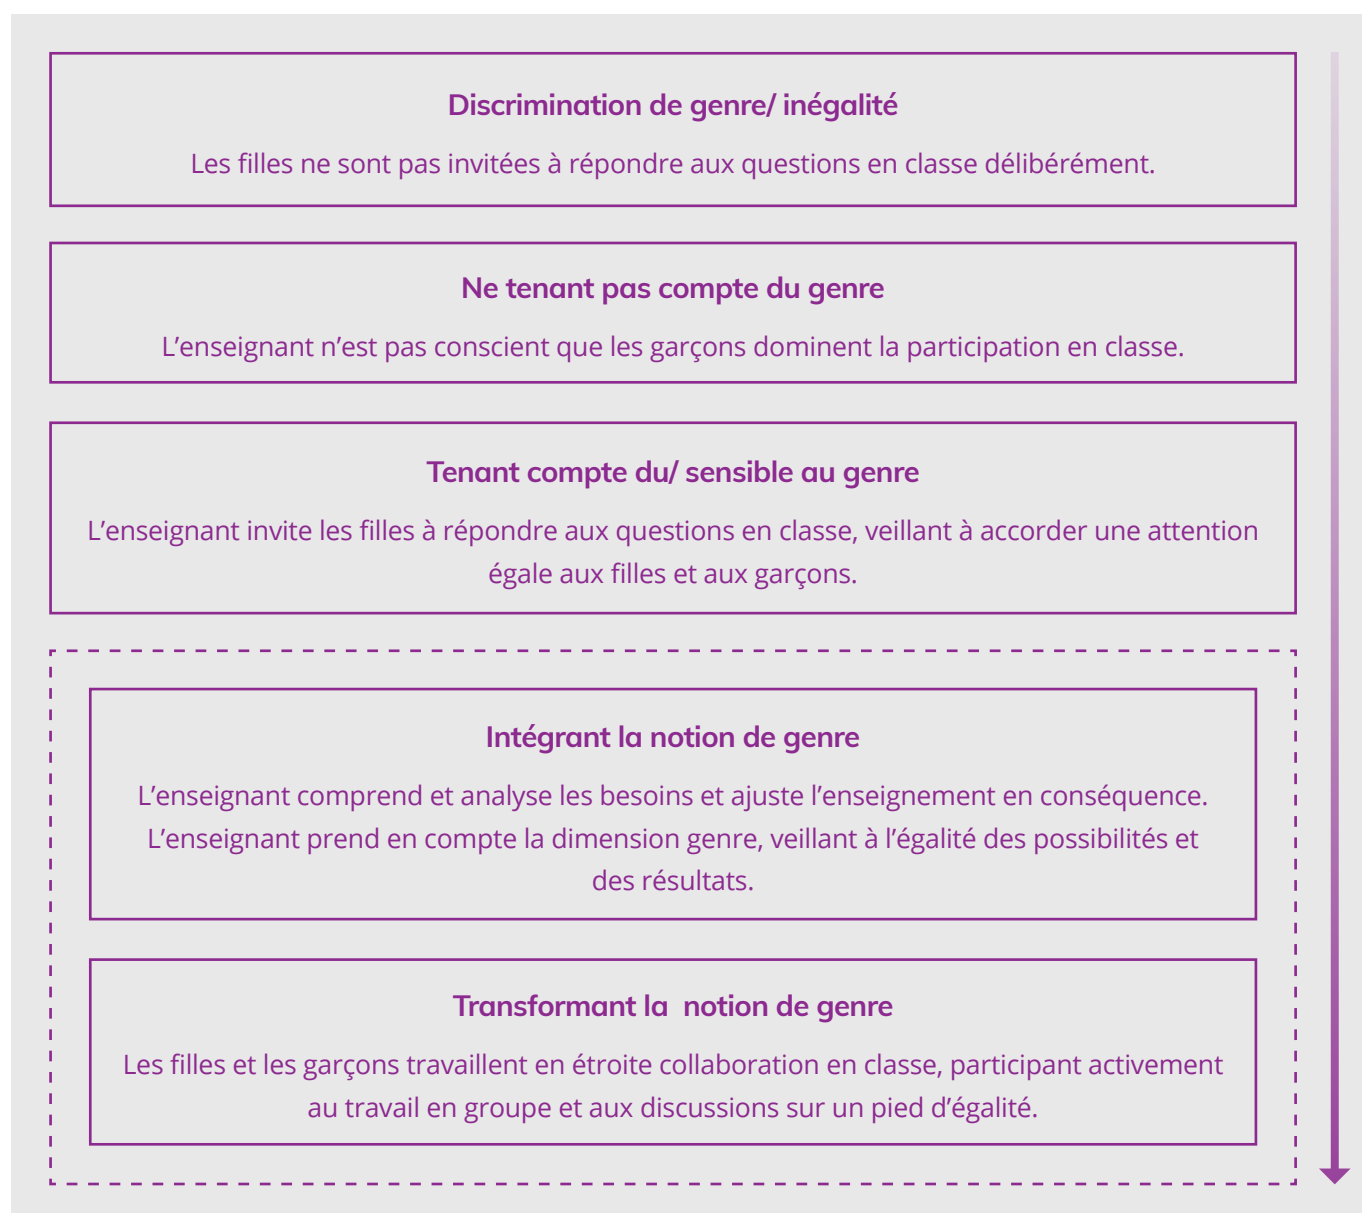 Discrimination de genre/ inégalité
Les filles ne sont pas invitées à répondre aux questions en classe délibérément.
Ne tenant pas compte du genre
L’enseignant n’est pas conscient que les garçons dominent la participation en classe.
Tenant compte du/ sensible au genre
L’enseignant invite les filles à répondre aux questions en classe, veillant à accorder une attention
égale aux filles et aux garçons.
Intégrant la notion de genre
L’enseignant comprend et analyse les besoins et ajuste l’enseignement en conséquence.
L’enseignant prend en compte la dimension genre, veillant à l’égalité des possibilités et
des résultats.
Transformant la  notion de genre
Les filles et les garçons travaillent en étroite collaboration en classe, participant activement
au travail en groupe et aux discussions sur un pied d’égalité.